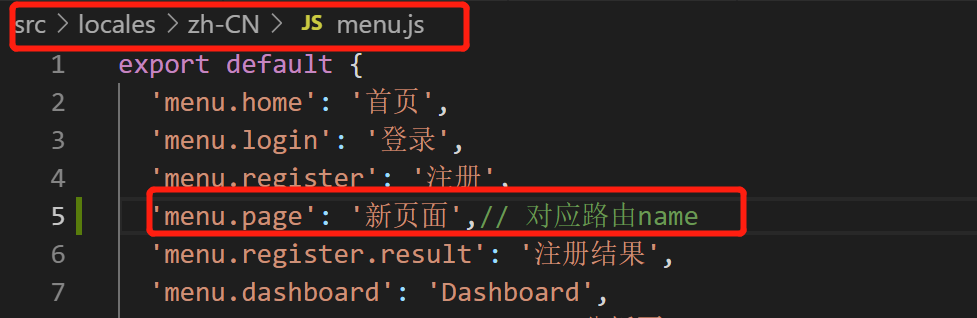 src > locales > zh-CN > JS menu.js
1 export default {
2 'menu.home': '首页',
3 'menu.login': '登录',
4 'menu.register': '注册',
5 'menu.page': '新页面',// 对应路由name
6 'menu.register.result': '注册结果',
7 'menu.dashboard': 'Dashboard',